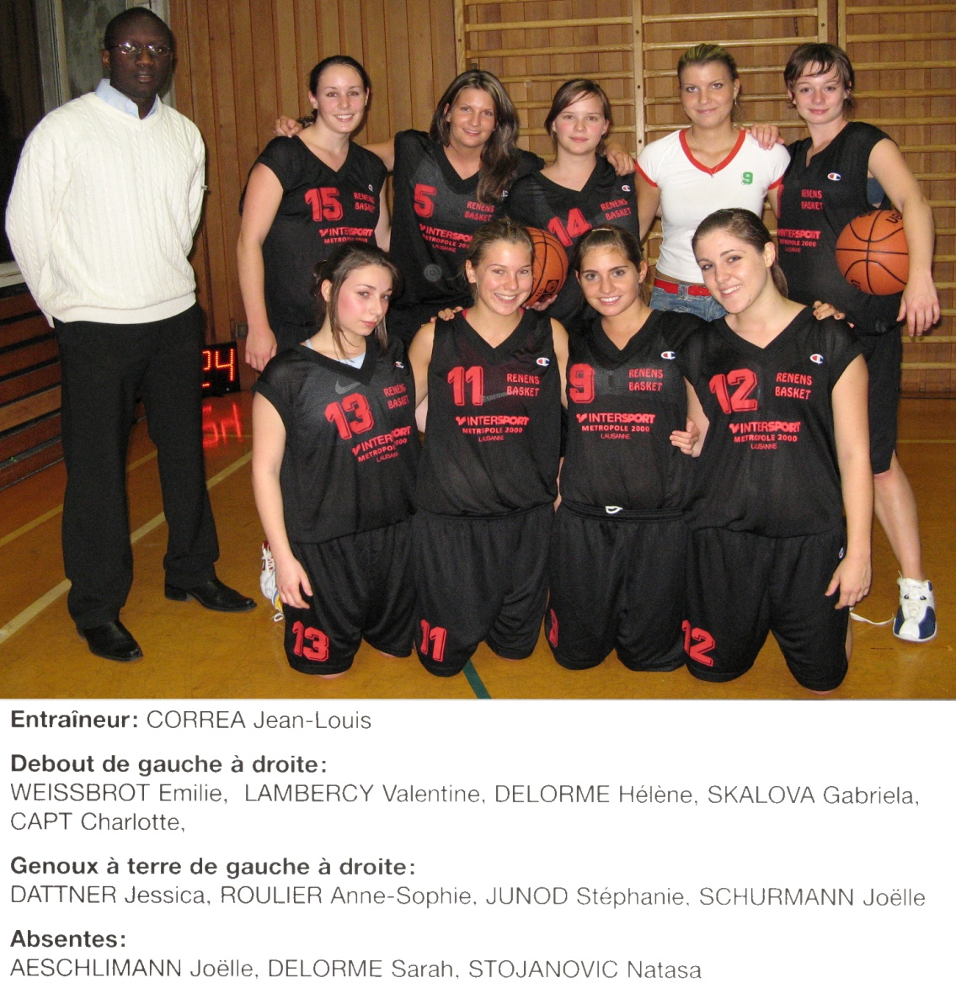 15
RENENS
BASKET
INTERSPORT
METROPOLE 2000
5
RENENS
BASKET
INTERSPORT
METROPOLE 2000
LAUSANNE
14
RENENS
BASKET
9
RENENS
BASKET
INTERSPORT
METROPOLE 2000
LAUSANNE
24
13
RENENS
BASKET
INTERSPORT
METROPOLE
LAUSANNE
11
RENENS
BASKET
INTERSPORT
METROPOLE 2000
LAUSANNE
9
RENENS
BASKET
INTERSPORT
METROPOLE 2000
LAUSANNE
12
RENENS
BASKET
INTERSPORT
METROPOLE 2000
LAUSANNE
13
11
12
Entraîneur: CORREA Jean-Louis
Debout de gauche à droite:
WEISSBROT Emilie, LAMBERCY Valentine, DELORME Hélène, SKALOVA Gabriela,
CAPT Charlotte,
Genoux à terre de gauche à droite:
DATTNER Jessica, ROULIER Anne-Sophie, JUNOD Stéphanie, SCHURMANN Joëlle
Absentes:
AESCHLIMANN Joëlle, DELORME Sarah, STOJANOVIC Natasa